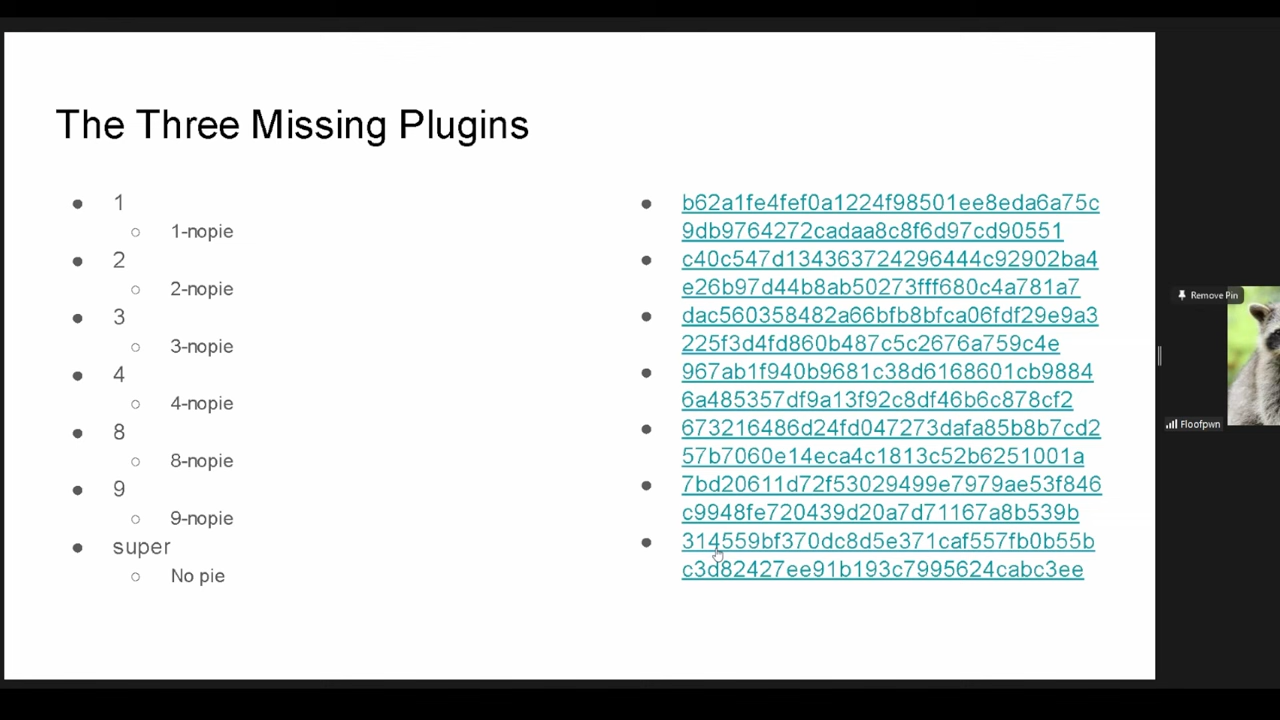 The Three Missing Plugins
1
1-nopie
2
2-nopie
3
3-nopie
4
4-nopie
8
8-nopie
9
9-nopie
super
No pie
b62a1fe4fef0a1224f98501ee8eda6a75c
9db9764272cadaa8c8f6d97cd90551
c40c547d134363724296444c92902ba4
e26b97d44b8ab50273fff680c4a781a7
dac560358482a66bfb8bfca06fdf29e9a3
225f3d4fd860b487c5c2676a759c4e
967ab1f940b9681c38d6168601cb9884
6a485357df9a13f92c8df46b6c878cf2
673216486d24fd047273dafa85b8b7cd2
57b7060e14eca4c1813c52b6251001a
7bd20611d72f53029499e7979ae53f846
c9948fe720439d20a7d71167a8b539b
314559bf370dc8d5e371caf557fb0b55b
c3d82427ee91b193c7995624cabc3ee
Remove Pin
Floofpwn